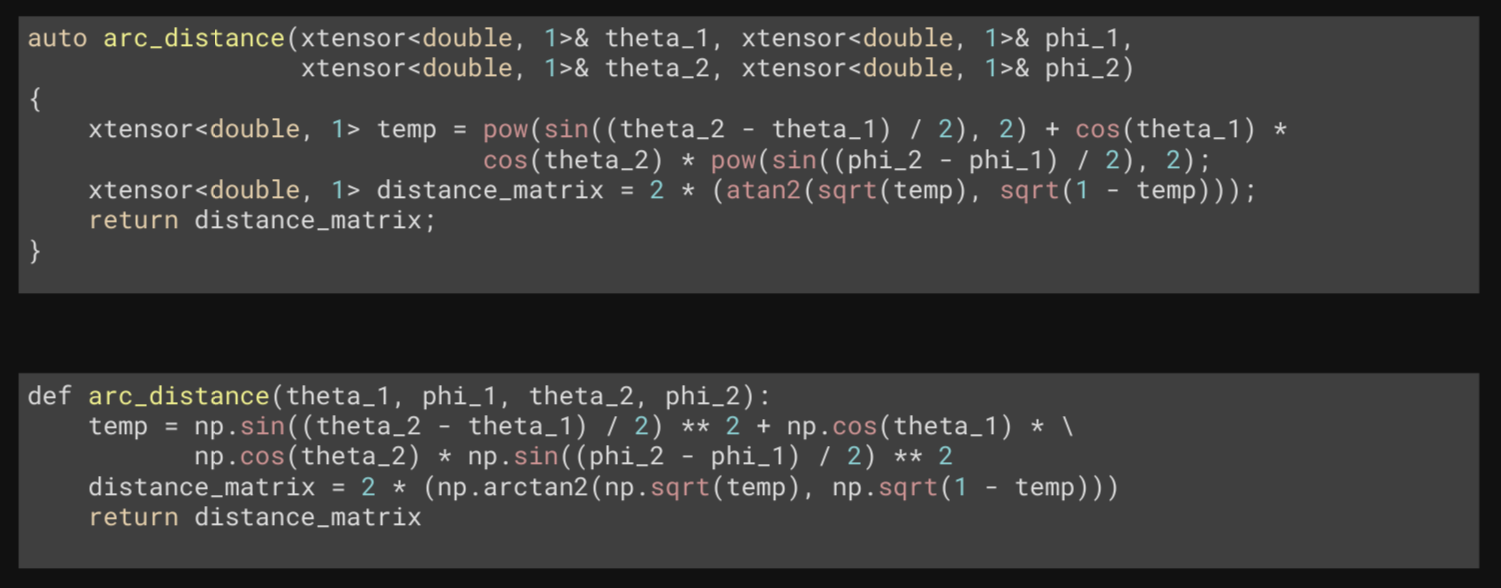 auto arc_distance(xtensor<double, 1>& theta_1, xtensor<double, 1>& phi_1,
                  xtensor<double, 1>& theta_2, xtensor<double, 1>& phi_2)
{
    xtensor<double, 1> temp = pow(sin((theta_2 - theta_1) / 2), 2) + cos(theta_1) *
                              cos(theta_2) * pow(sin((phi_2 - phi_1) / 2), 2);
    xtensor<double, 1> distance_matrix = 2 * (atan2(sqrt(temp), sqrt(1 - temp)));
    return distance_matrix;
}
def arc_distance(theta_1, phi_1, theta_2, phi_2):
    temp = np.sin((theta_2 - theta_1) / 2) ** 2 + np.cos(theta_1) * \
           np.cos(theta_2) * np.sin((phi_2 - phi_1) / 2) ** 2
    distance_matrix = 2 * (np.arctan2(np.sqrt(temp), np.sqrt(1 - temp)))
    return distance_matrix